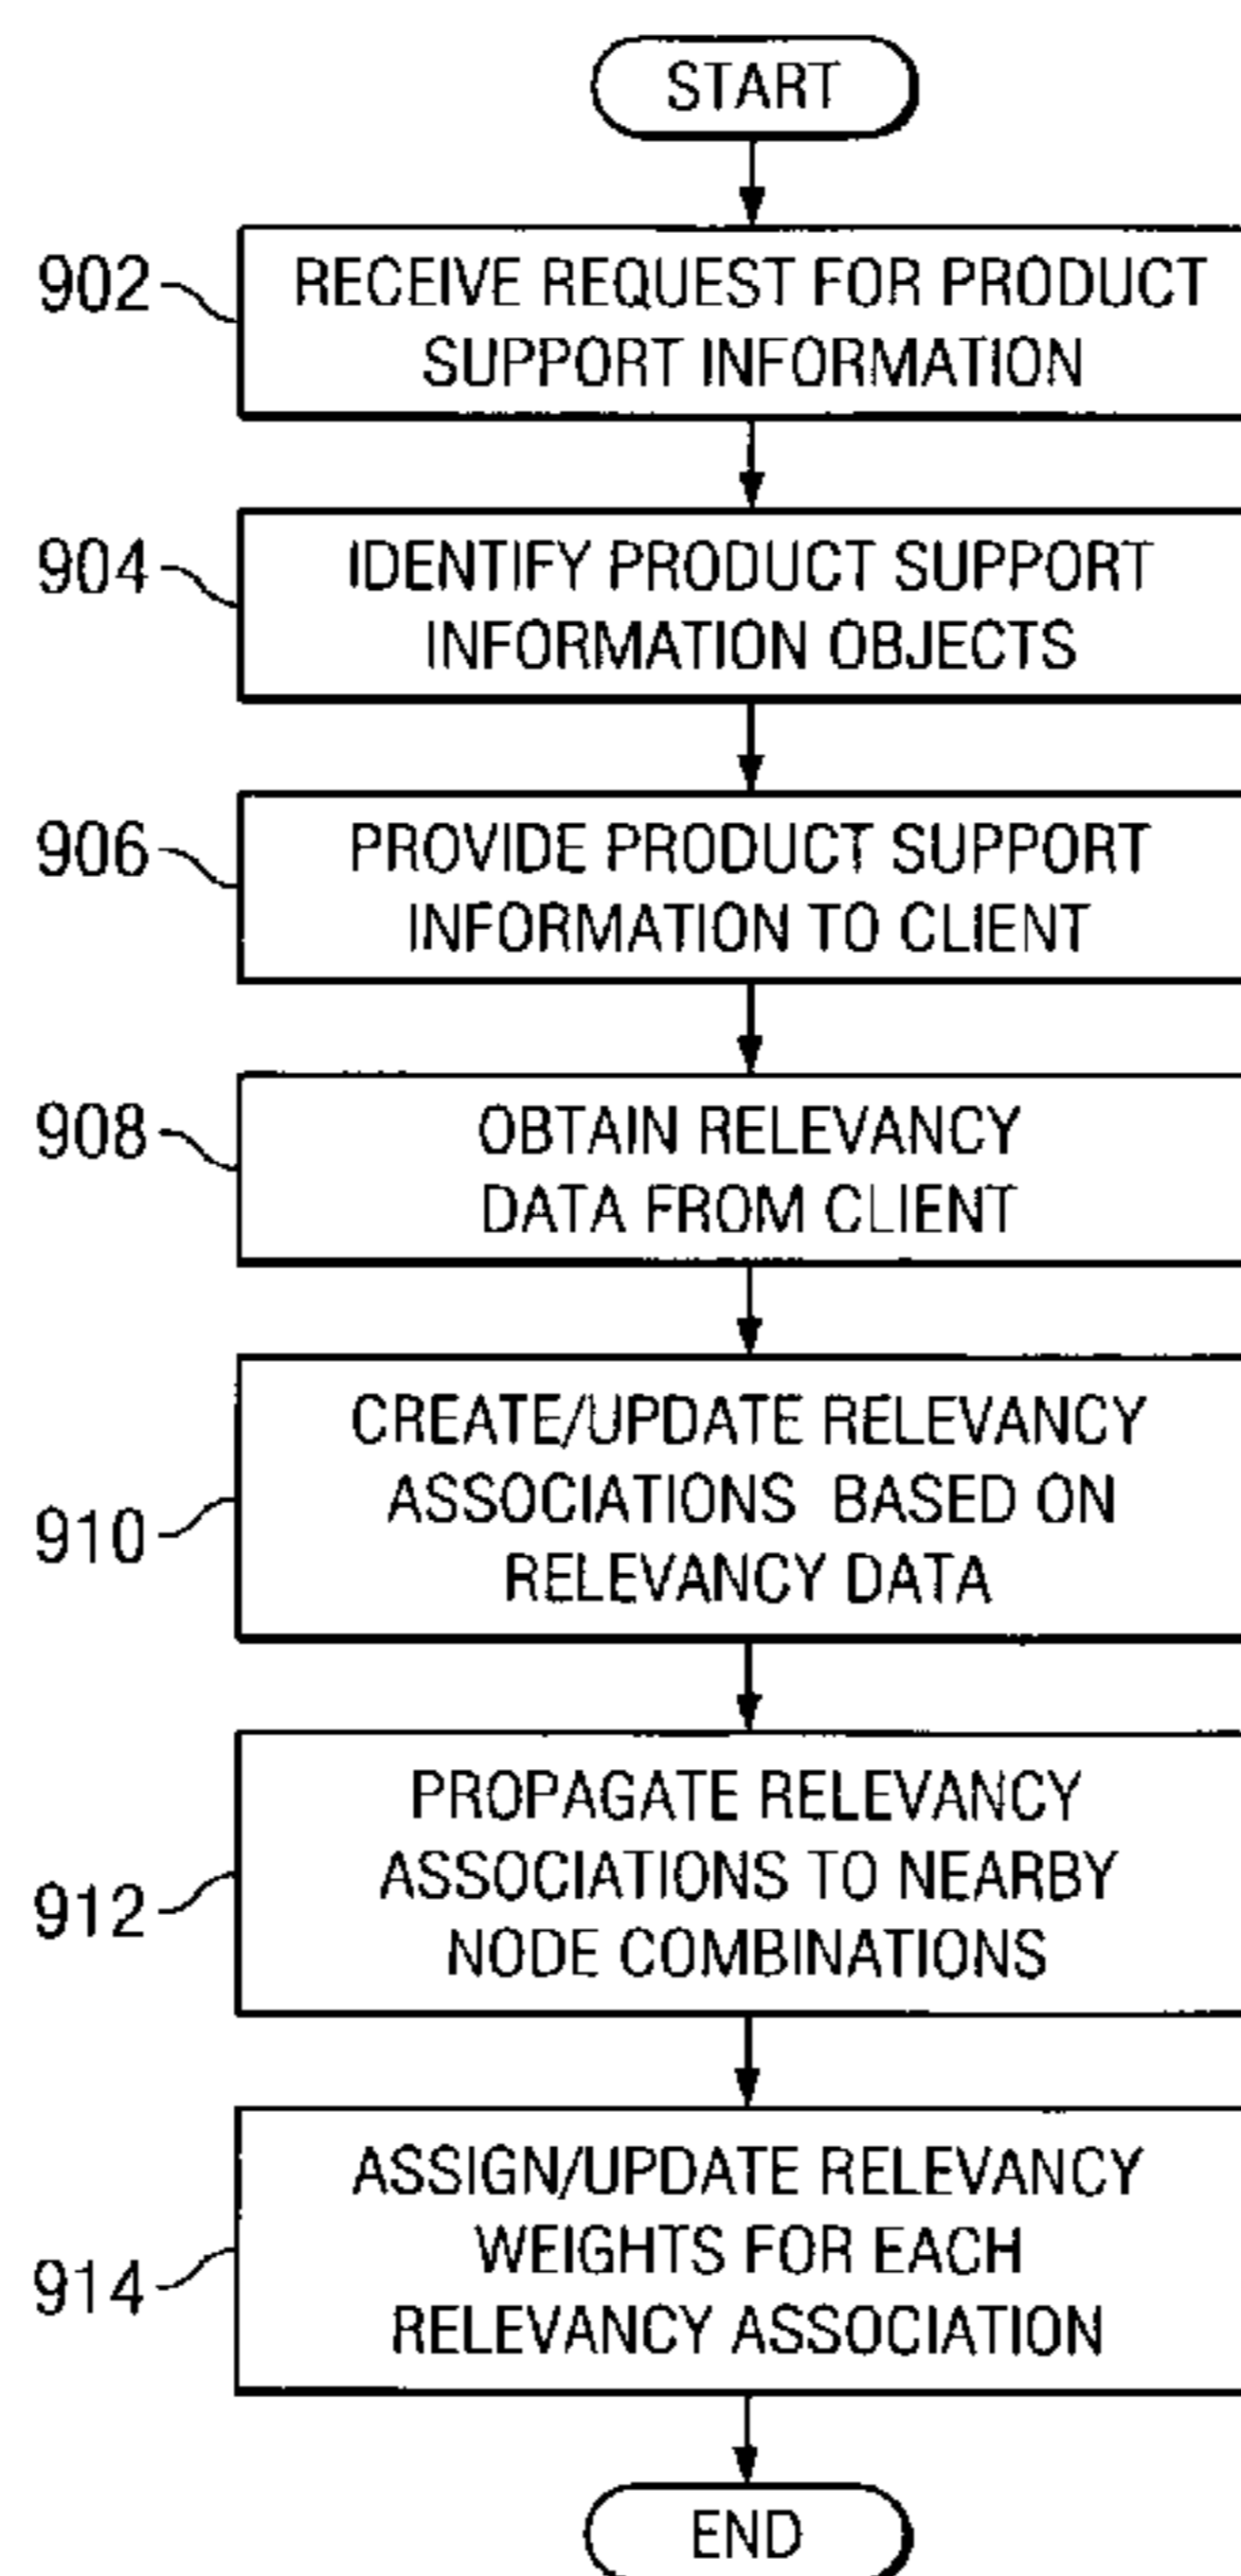 START
902
RECEIVE REQUEST FOR PRODUCT
SUPPORT INFORMATION
904
IDENTIFY PRODUCT SUPPORT
INFORMATION OBJECTS
906
PROVIDE PRODUCT SUPPORT
INFORMATION TO CLIENT
908
OBTAIN RELEVANCY
DATA FROM CLIENT
910
CREATE/UPDATE RELEVANCY
ASSOCIATIONS BASED ON
RELEVANCY DATA
912
PROPAGATE RELEVANCY
ASSOCIATIONS TO NEARBY
NODE COMBINATIONS
914
ASSIGN/UPDATE RELEVANCY
WEIGHTS FOR EACH
RELEVANCY ASSOCIATION
END